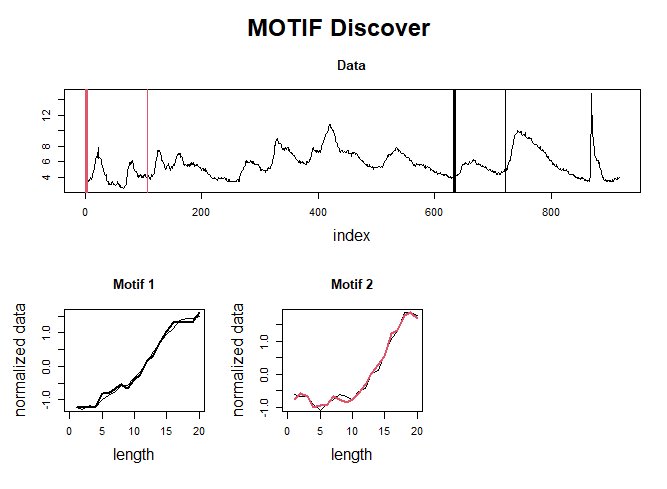 MOTIF Discover
Data
4 6 8 12
0 200 400 600 800
index
Motif 1 Motif 2
normalized data normalized data
-1.0 0.0 1.0 -1.0 0.0 1.0
0 5 10 15 20 0 5 10 15 20
length length